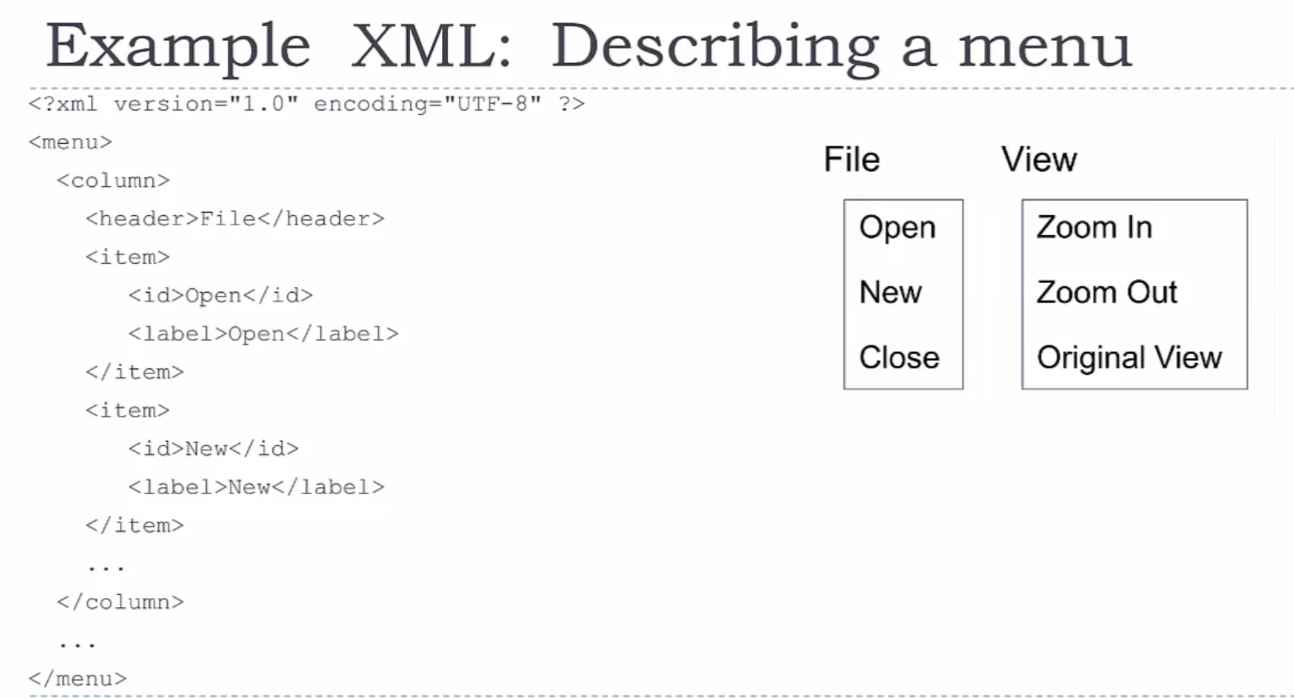 Example XML: Describing a menu
<?xml version="1.0" encoding="UTF-8" ?>
<menu>
<column>
<header>File</header>
<item>
<id>Open</id>
<label>Open</label>
</item>
<item>
<id>New</id>
<label>New</label>
</item>
...
</column>
...
</menu>
File
Open
New
Close
View
Zoom In
Zoom Out
Original View